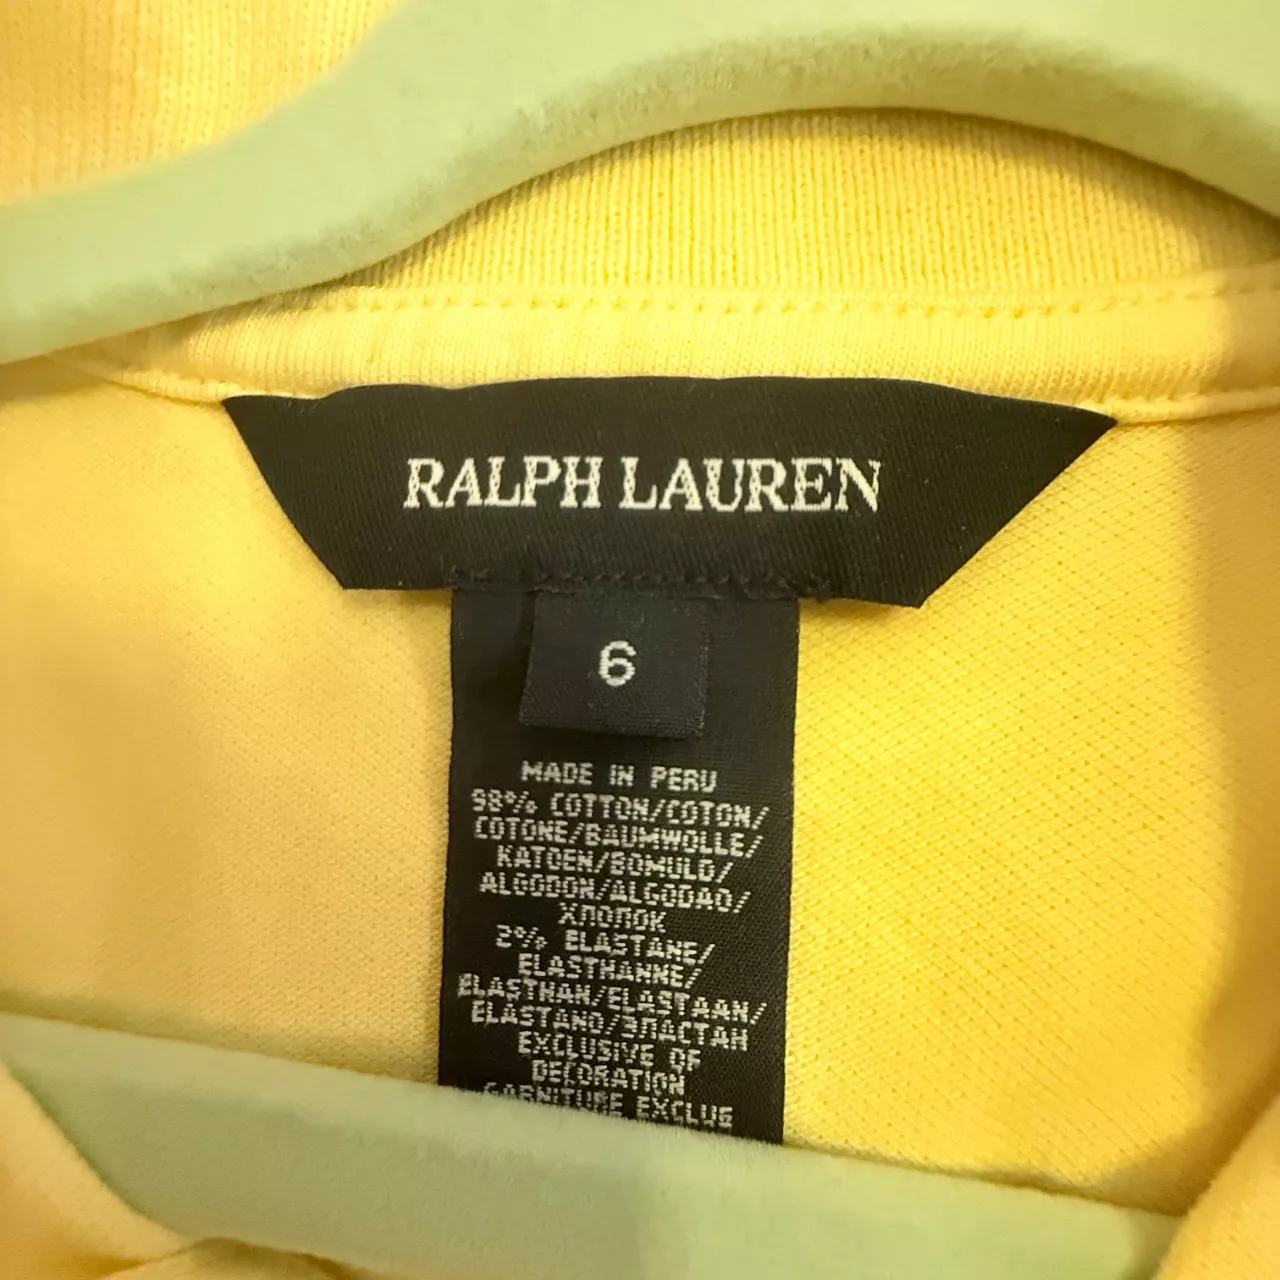 RALPH LAUREN
6
MADE IN PERU
98% COTTON/COTON/
COTONE/BAUMWOLLE/
KATOEN/BOMULD/
ALGODON/ALGODAO/
ХЛОПОК
2% ELASTANE/
ELASTHANNE/
ELASTHAN/ELASTAAN/
ELASTANO/ЭЛАСТАН
EXCLUSIVE OF
DECORATION
GARNITURE EXCLUS